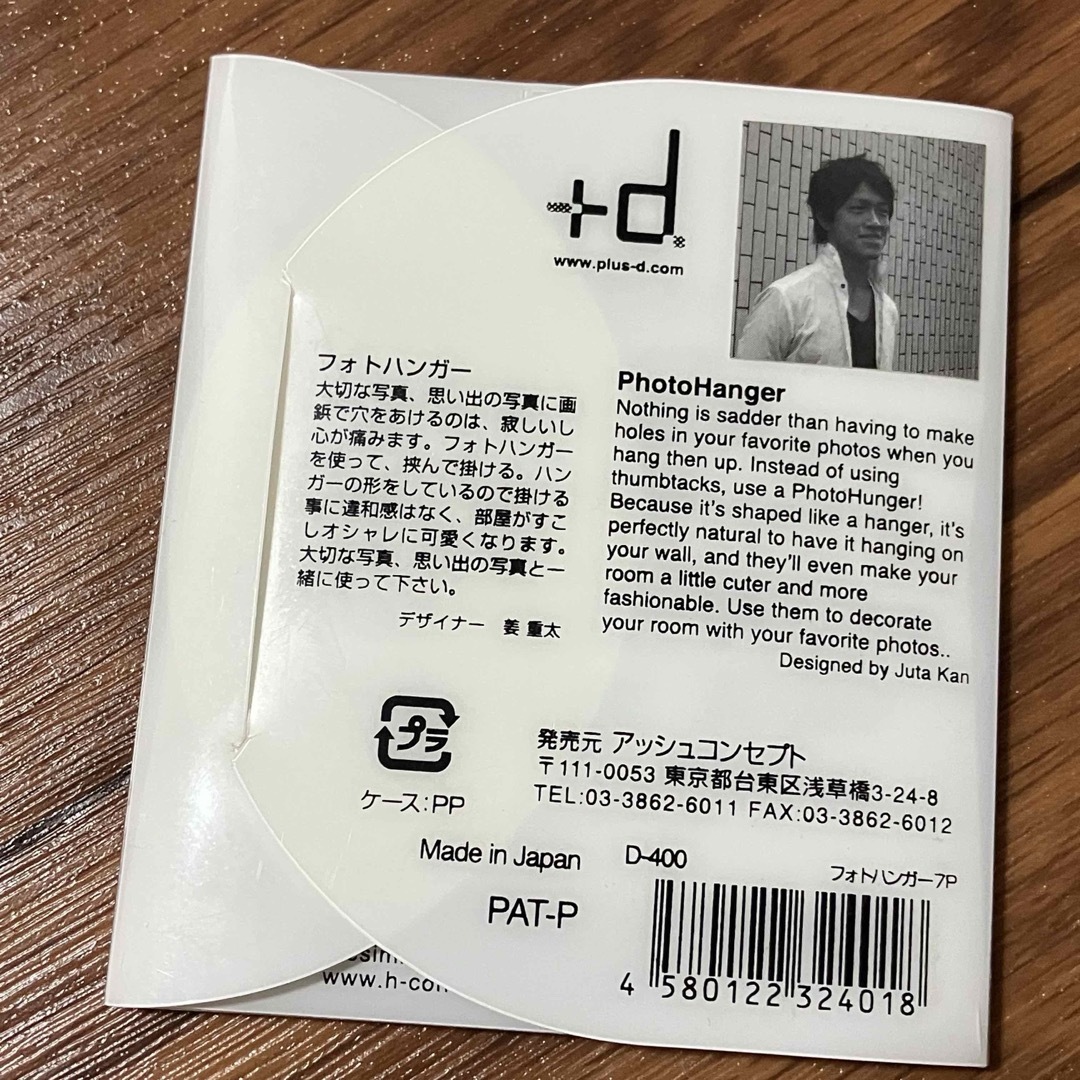 +d
www.plus-d.com
フォトハンガー
大切な写真、思い出の写真に画
鋲で穴をあけるのは、寂しいし
心が痛みます。フォトハンガー
を使って、挟んで掛ける。ハン
ガーの形をしているので掛ける
事に違和感はなく、部屋がすこ
しオシャレに可愛くなります。
大切な写真、思い出の写真と一
緒に使って下さい。
デザイナー 姜 重太
PhotoHanger
Nothing is sadder than having to make
holes in your favorite photos when you
hang then up. Instead of using
thumbtacks, use a PhotoHunger!
Because it's shaped like a hanger, it's
perfectly natural to have it hanging on
your wall, and they'll even make your
room a little cuter and more
fashionable. Use them to decorate
your room with your favorite photos..
Designed by Juta Kan
プラ
ケース:PP
発売元 アッシュコンセプト
〒111-0053 東京都台東区浅草橋3-24-8
TEL:03-3862-6011 FAX:03-3862-6012
Made in Japan
D-400
フォトハンガー7P
PAT-P
4 580122 324018
www.h-con